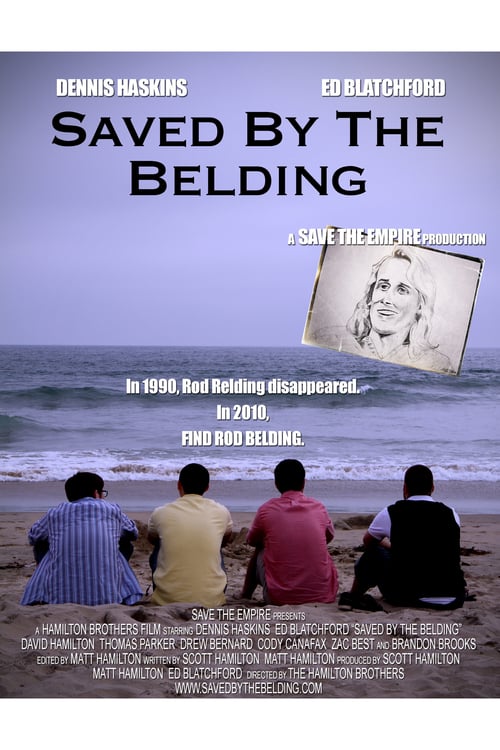 DENNIS HASKINS ED BLATCHFORD
SAVED BY THE
BELDING
A SAVE THE EMPIRE PRODUCTION
In 1990, Rod Relding disappeared.
In 2010,
FIND ROD BELDING.
SAVE THE EMPIRE PRESENTS
A HAMILTON BROTHERS FILM STARRING DENNIS HASKINS ED BLATCHFORD "SAVED BY THE BELDING"
DAVID HAMILTON THOMAS PARKER DREW BERNARD CODY CANAFAX ZAC BEST AND BRANDON BROOKS
EDITED BY MATT HAMILTON WRITTEN BY SCOTT HAMILTON MATT HAMILTON PRODUCED BY SCOTT HAMILTON
MATT HAMILTON ED BLATCHFORD DIRECTED BY THE HAMILTON BROTHERS
WWW.SAVEDBYTHEBELDING.COM